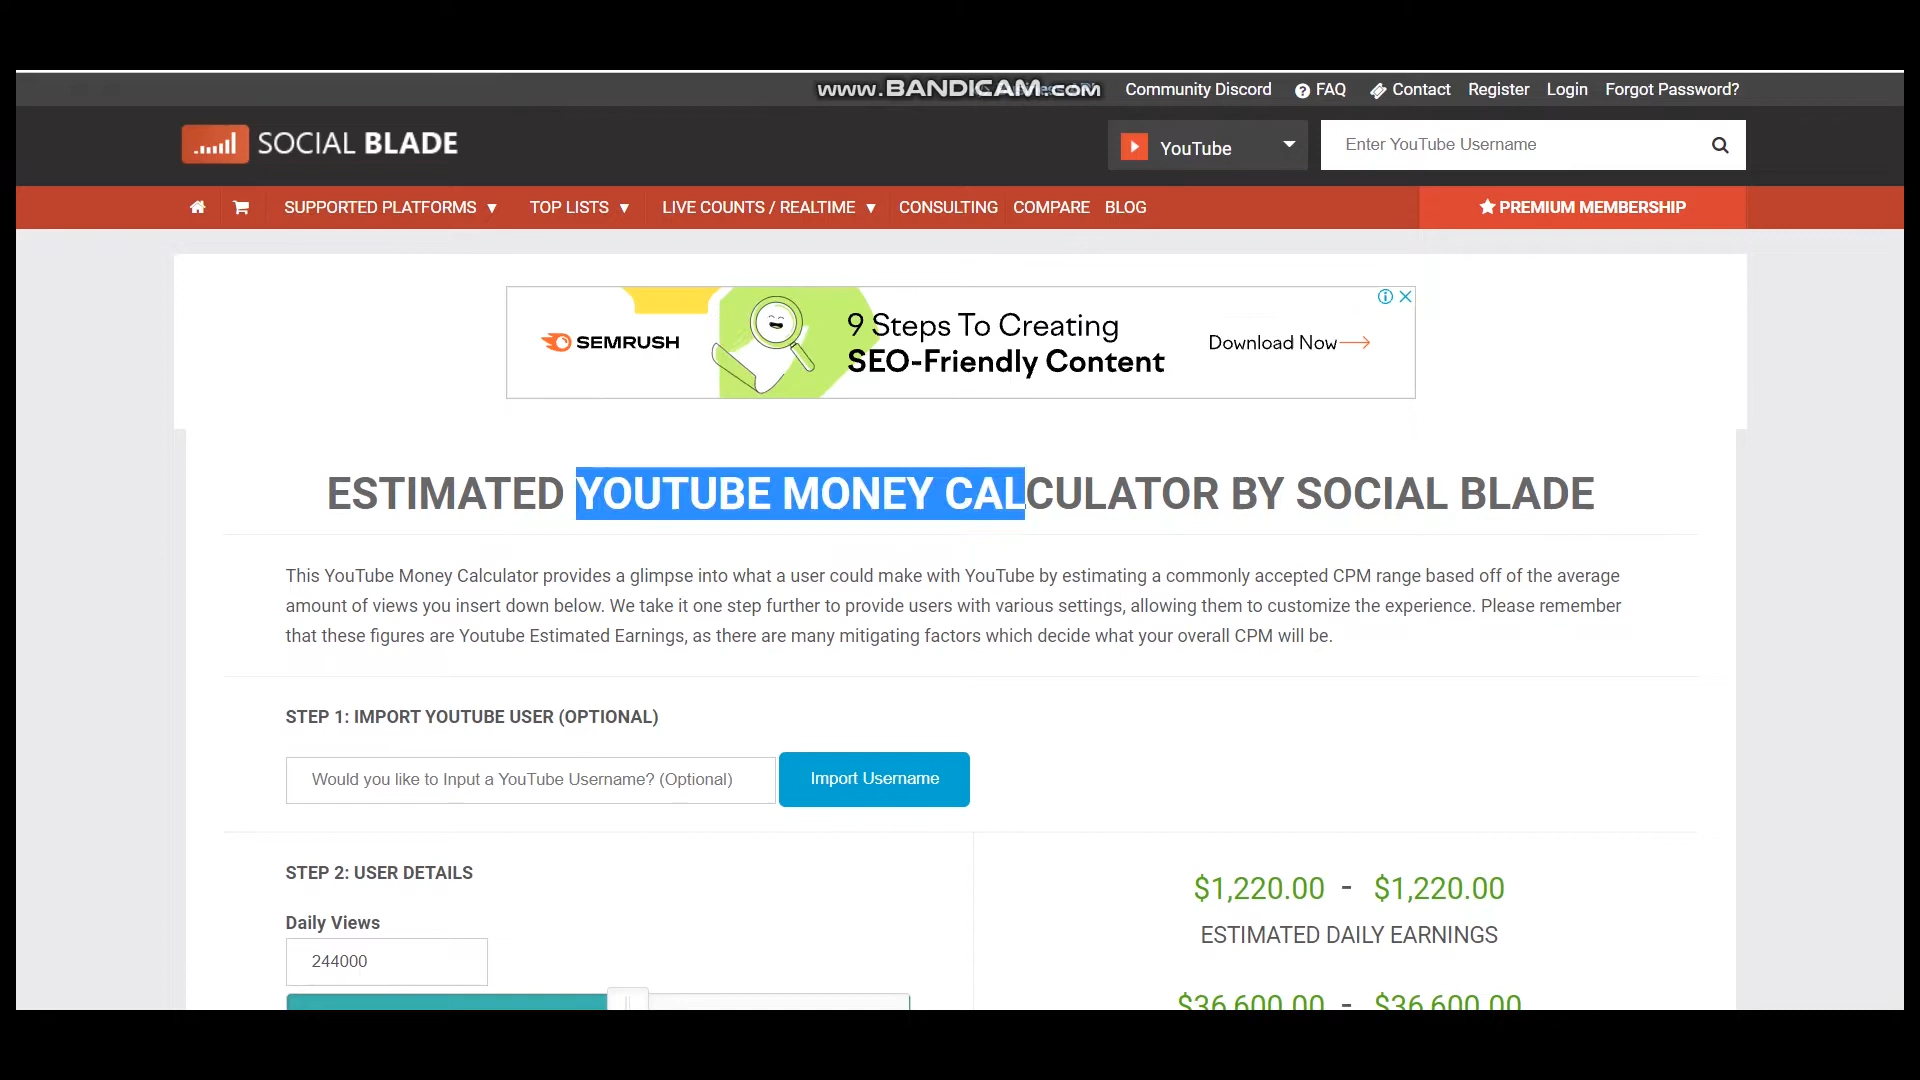 www.BANDICAM.com
Community Discord FAQ Contact Register Login Forgot Password?
SOCIAL BLADE
YouTube
Enter YouTube Username
SUPPORTED PLATFORMS ▼ TOP LISTS ▼ LIVE COUNTS / REALTIME ▼ CONSULTING COMPARE BLOG
PREMIUM MEMBERSHIP
SEMRUSH
9 Steps To Creating
SEO-Friendly Content
Download Now
ESTIMATED YOUTUBE MONEY CALCULATOR BY SOCIAL BLADE
This YouTube Money Calculator provides a glimpse into what a user could make with YouTube by estimating a commonly accepted CPM range based off of the average
amount of views you insert down below. We take it one step further to provide users with various settings, allowing them to customize the experience. Please remember
that these figures are Youtube Estimated Earnings, as there are many mitigating factors which decide what your overall CPM will be.
STEP 1: IMPORT YOUTUBE USER (OPTIONAL)
Would you like to Input a YouTube Username? (Optional)
Import Username
STEP 2: USER DETAILS
Daily Views
244000
$1,220.00 - $1,220.00
ESTIMATED DAILY EARNINGS
$36,600.00 - $36,600.00